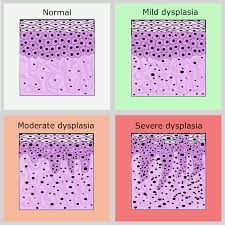 Normal
Mild dysplasia
Moderate dysplasia
Severe dysplasia